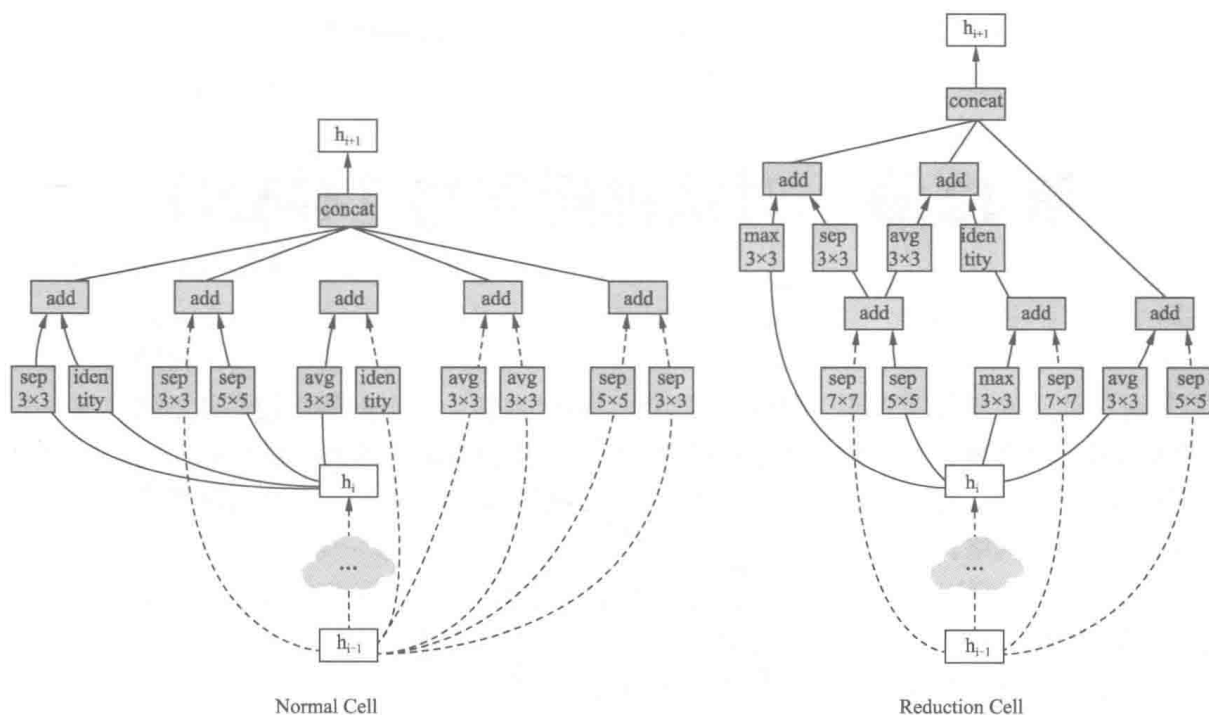 h_{i+1}
concat
add add add add add
sep 3×3
iden tity
sep 3×3
sep 5×5
avg 3×3
iden tity
avg 3×3
avg 3×3
sep 5×5
sep 3×3
h_i
...
h_{i-1}
Normal Cell
h_{i+1}
concat
add add
max 3×3
sep 3×3
avg 3×3
iden tity
add add add
sep 7×7
sep 5×5
max 3×3
sep 7×7
avg 3×3
sep 5×5
h_i
...
h_{i-1}
Reduction Cell